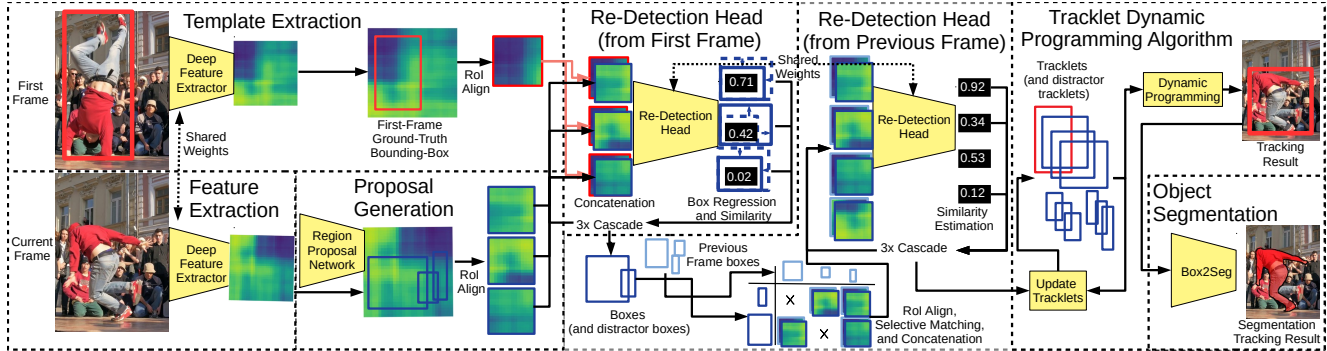 Template Extraction
First
Frame
Deep
Feature
Extractor
First-Frame
Ground-Truth
Bounding-Box
RoI
Align
Shared
Weights
Feature
Extraction
Current
Frame
Deep
Feature
Extractor
Proposal
Generation
Region
Proposal
Network
RoI
Align
Re-Detection Head
(from First Frame)
Re-Detection
Head
Shared
Weights
0.71
0.42
0.02
Concatenation
Box Regression
and Similarity
3x Cascade
Previous
Frame boxes
Boxes
(and distractor boxes)
x
x
RoI Align,
Selective Matching,
and Concatenation
Re-Detection Head
(from Previous Frame)
Re-Detection
Head
0.92
0.34
0.53
0.12
Similarity
Estimation
3x Cascade
Tracklet Dynamic
Programming Algorithm
Tracklets
(and distractor
tracklets)
Dynamic
Programming
Tracking
Result
Update
Tracklets
Object
Segmentation
Box2Seg
Segmentation
Tracking Result